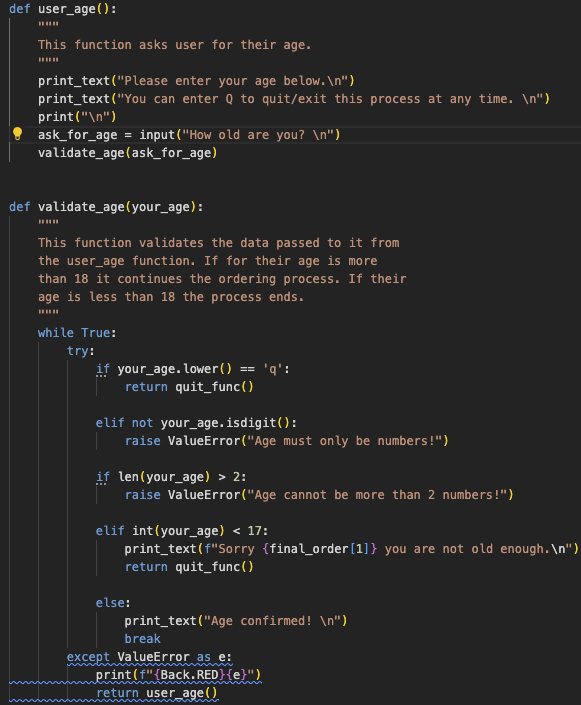 def user_age():
    """
    This function asks user for their age.
    """
    print_text("Please enter your age below.\n")
    print_text("You can enter Q to quit/exit this process at any time. \n")
    print("\n")
    ask_for_age = input("How old are you? \n")
    validate_age(ask_for_age)
def validate_age(your_age):
    """
    This function validates the data passed to it from
    the user_age function. If for their age is more
    than 18 it continues the ordering process. If their
    age is less than 18 the process ends.
    """
    while True:
        try:
            if your_age.lower() == 'q':
                return quit_func()
            elif not your_age.isdigit():
                raise ValueError("Age must only be numbers!")
            if len(your_age) > 2:
                raise ValueError("Age cannot be more than 2 numbers!")
            elif int(your_age) < 17:
                print_text(f"Sorry {final_order[1]} you are not old enough.\n")
                return quit_func()
            else:
                print_text("Age confirmed! \n")
                break
        except ValueError as e:
            print(f"{Back.RED}{e}")
            return user_age()